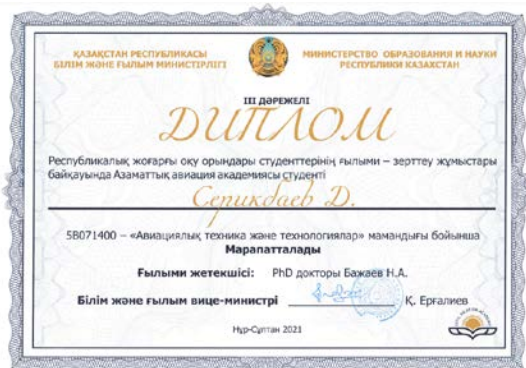 ҚАЗАҚСТАН РЕСПУБЛИКАСЫ
БІЛІМ ЖӘНЕ ҒЫЛЫМ МИНИСТРЛІГІ
МИНИСТЕРСТВО ОБРАЗОВАНИЯ И НАУКИ
РЕСПУБЛИКИ КАЗАХСТАН
III ДӘРЕЖЕЛІ
ДИПЛОМ
Республикалық жоғарғы оқу орындары студенттерінің ғылыми – зерттеу жұмыстары
байқауында Азаматтық авиация академиясы студенті
Серикбаев Д.
5В071400 – «Авиациялық техника және технологиялар» мамандығы бойынша
Марапатталады
Ғылыми жетекшісі: PhD докторы Бажаев Н.А.
Білім және ғылым вице-министрі Қ. Ерғалиев
Нұр-Сұлтан 2021